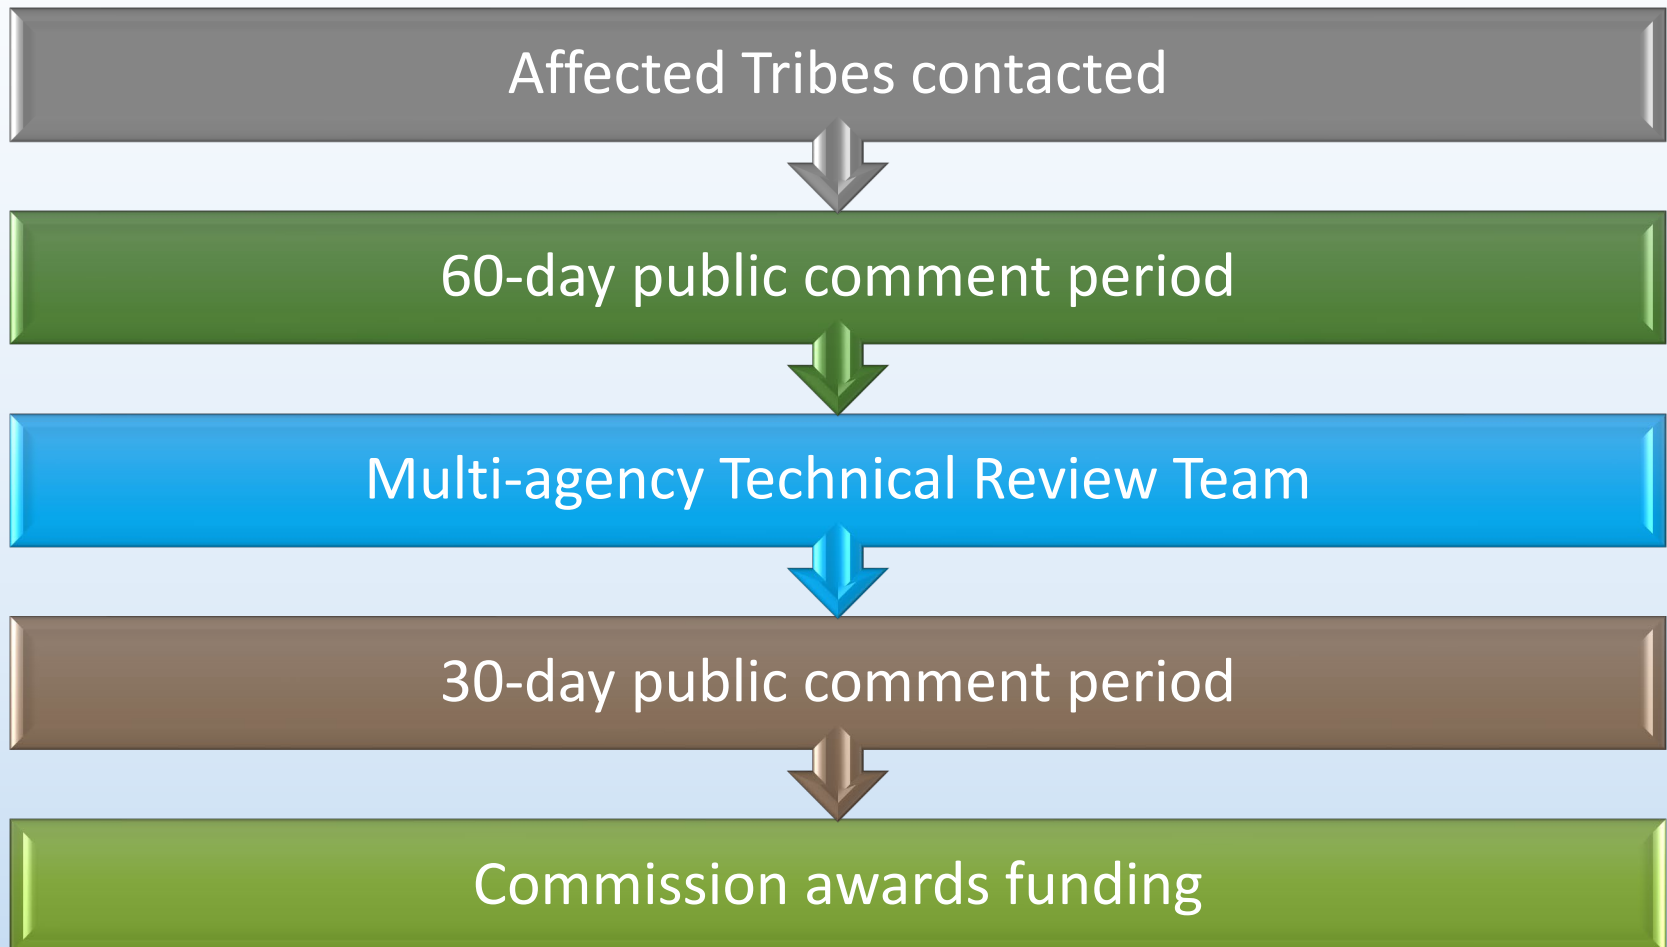 Affected Tribes contacted
60-day public comment period
Multi-agency Technical Review Team
30-day public comment period
Commission awards funding